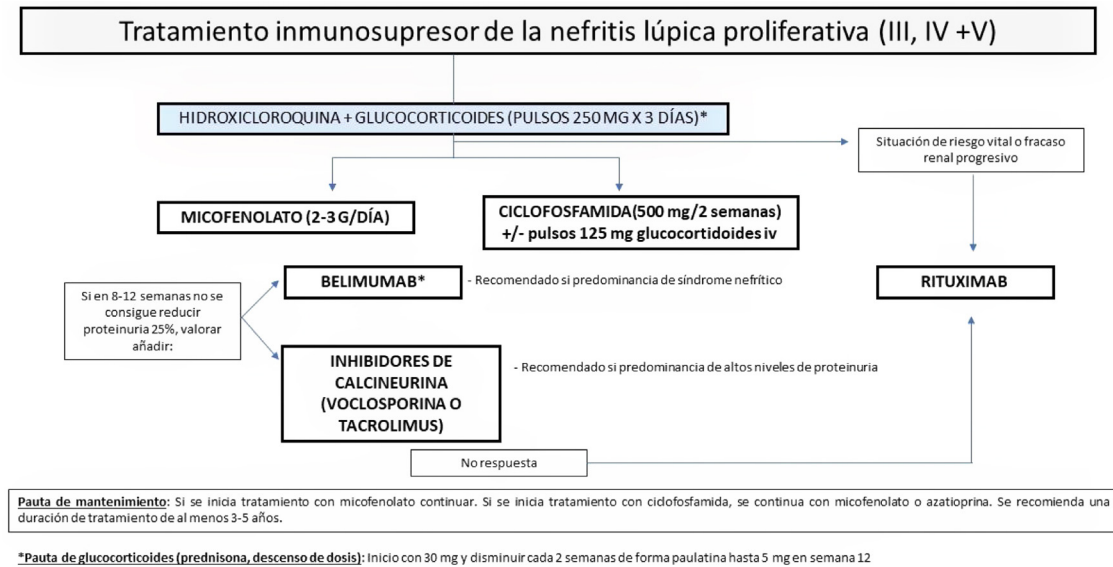 Tratamiento inmunosupresor de la nefritis lúpica proliferativa (III, IV +V)
HIDROXICLOROQUINA + GLUCOCORTICOIDES (PULSOS 250 MG X 3 DÍAS)*
Situación de riesgo vital o fracaso
renal progresivo
MICOFENOLATO (2-3 G/DÍA)
CICLOFOSFAMIDA(500 mg/2 semanas)
+/- pulsos 125 mg glucocortidoides iv
Si en 8-12 semanas no se
consigue reducir
proteinuria 25%, valorar
añadir:
BELIMUMAB*
- Recomendado si predominancia de síndrome nefrítico
RITUXIMAB
INHIBIDORES DE
CALCINEURINA
(VOCLOSPORINA O
TACROLIMUS)
- Recomendado si predominancia de altos niveles de proteinuria
No respuesta
Pauta de mantenimiento: Si se inicia tratamiento con micofenolato continuar. Si se inicia tratamiento con ciclofosfamida, se continua con micofenolato o azatioprina. Se recomienda una
duración de tratamiento de al menos 3-5 años.
*Pauta de glucocorticoides (prednisona, descenso de dosis): Inicio con 30 mg y disminuir cada 2 semanas de forma paulatina hasta 5 mg en semana 12